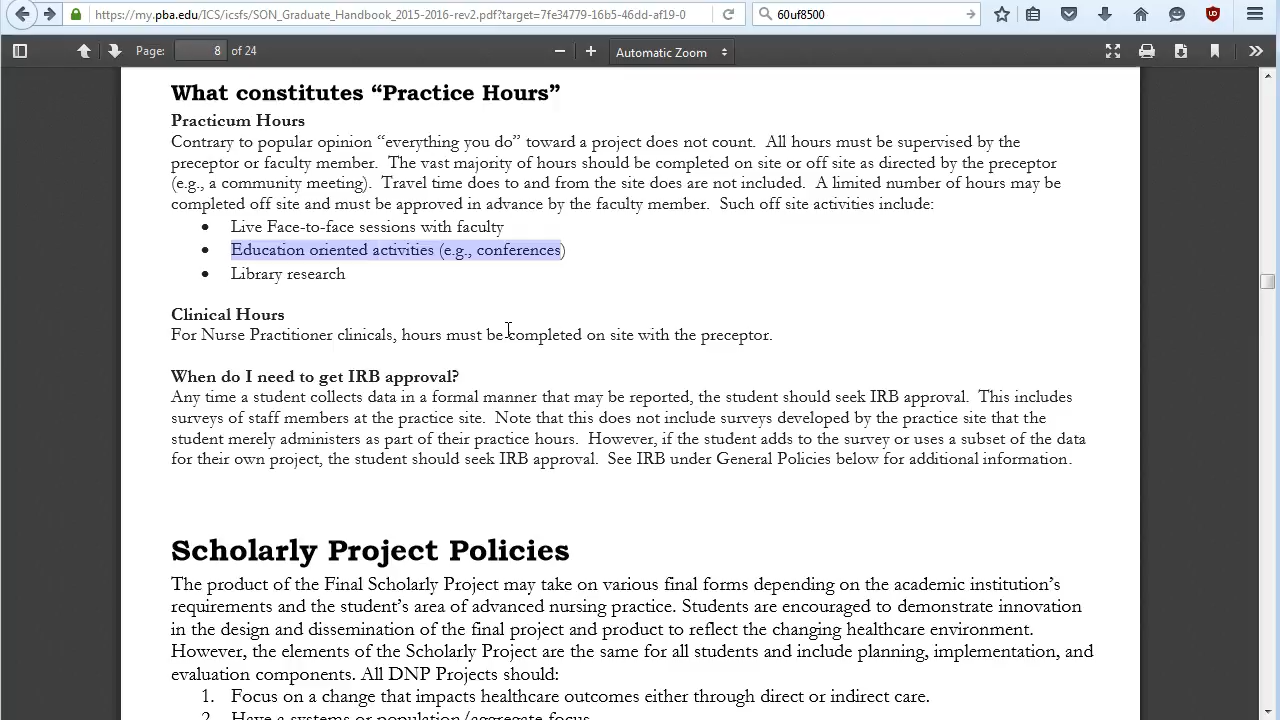 https://my.pba.edu/ICS/icsfs/SON_Graduate_Handbook_2015-2016-rev2.pdf?target=7fe34779-16b5-46dd-af19-0
60uf8500
Page: 8 of 24
Automatic Zoom
What constitutes “Practice Hours”
Practicum Hours
Contrary to popular opinion “everything you do” toward a project does not count. All hours must be supervised by the
preceptor or faculty member. The vast majority of hours should be completed on site or off site as directed by the preceptor
(e.g., a community meeting). Travel time does to and from the site does are not included. A limited number of hours may be
completed off site and must be approved in advance by the faculty member. Such off site activities include:
• Live Face-to-face sessions with faculty
• Education oriented activities (e.g., conferences)
• Library research
Clinical Hours
For Nurse Practitioner clinicals, hours must be completed on site with the preceptor.
When do I need to get IRB approval?
Any time a student collects data in a formal manner that may be reported, the student should seek IRB approval. This includes
surveys of staff members at the practice site. Note that this does not include surveys developed by the practice site that the
student merely administers as part of their practice hours. However, if the student adds to the survey or uses a subset of the data
for their own project, the student should seek IRB approval. See IRB under General Policies below for additional information.
Scholarly Project Policies
The product of the Final Scholarly Project may take on various final forms depending on the academic institution’s
requirements and the student’s area of advanced nursing practice. Students are encouraged to demonstrate innovation
in the design and dissemination of the final project and product to reflect the changing healthcare environment.
However, the elements of the Scholarly Project are the same for all students and include planning, implementation, and
evaluation components. All DNP Projects should:
1. Focus on a change that impacts healthcare outcomes either through direct or indirect care.
2. Have a systems or population/aggregate focus.